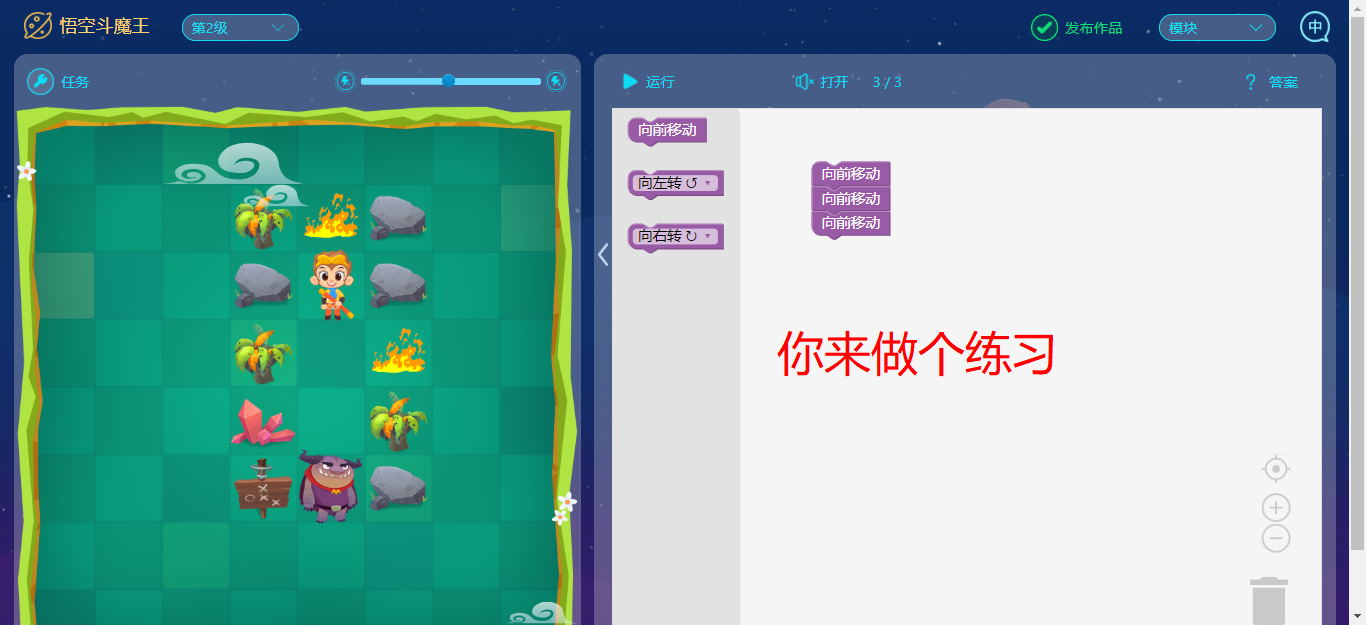 悟空斗魔王
第2级
发布作品
模块
中
任务
运行
打开
3 / 3
? 答案
向前移动
向左转 ↺
向右转 ↻
向前移动
向前移动
向前移动
你来做个练习